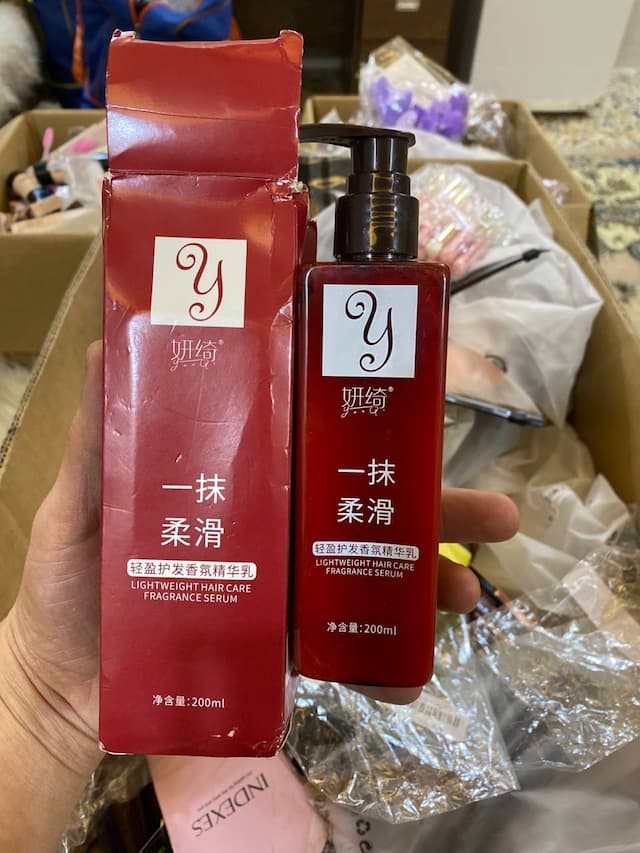 Y
妍绮
一抹
柔滑
轻盈护发香氛精华乳
LIGHTWEIGHT HAIR CARE
FRAGRANCE SERUM
净含量:200ml
Y
妍绮®
一抹
柔滑
轻盈护发香氛精华乳
LIGHTWEIGHT HAIR CARE
FRAGRANCE SERUM
净含量:200ml
INDEXES